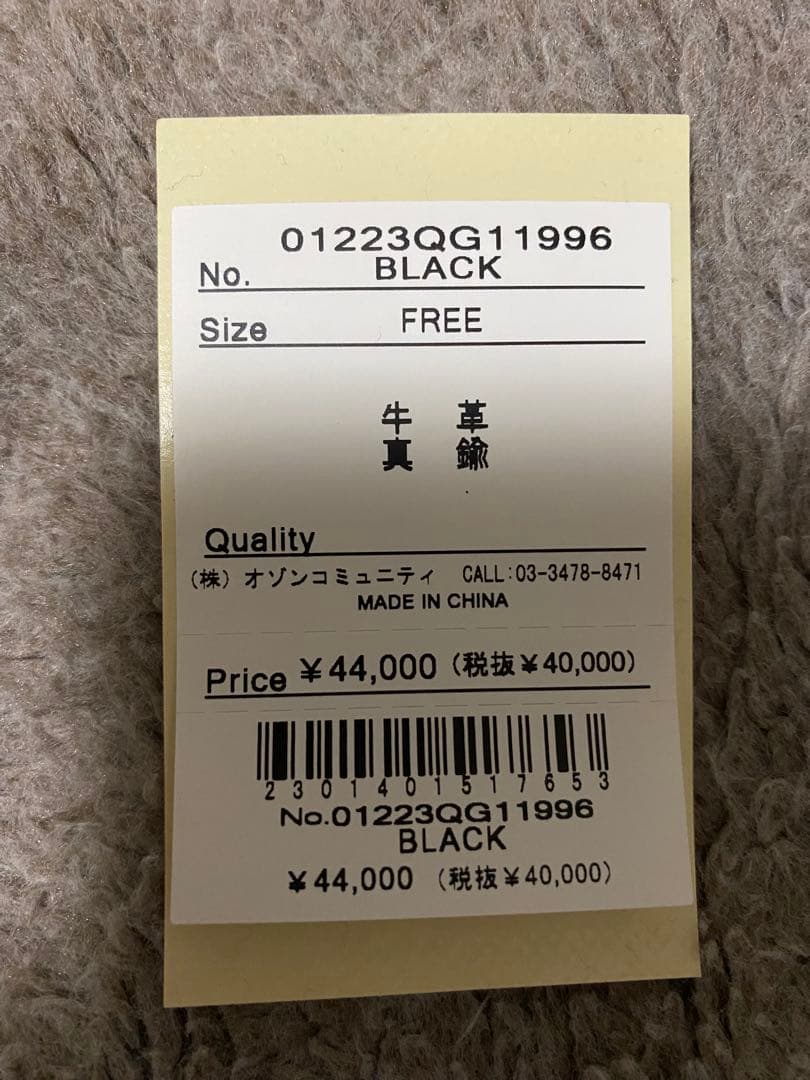 01223QG11996
No. BLACK
Size FREE
牛 革
真 鍮
Quality
(株) オゾンコミュニティ CALL:03-3478-8471
MADE IN CHINA
Price ¥44,000 (税抜¥40,000)
2301401517653
No.01223QG11996
BLACK
¥44,000 (税抜¥40,000)